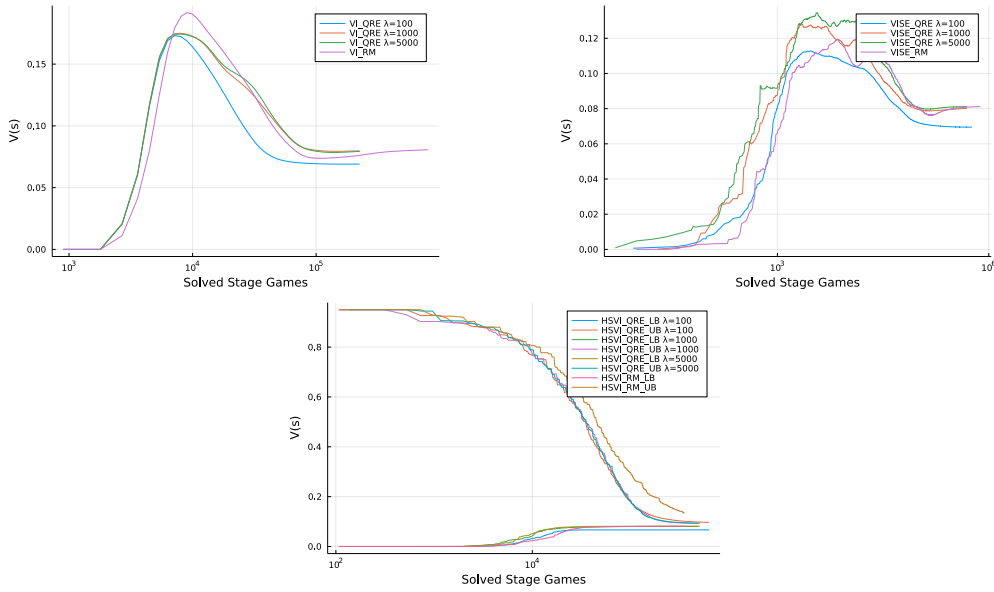 VI_QRE λ=100
VI_QRE λ=1000
VI_QRE λ=5000
VI_RM
0.15
0.10
0.05
0.00
V(s)
10³
10⁴
10⁵
Solved Stage Games
VISE_QRE λ=100
VISE_QRE λ=1000
VISE_QRE λ=5000
VISE_RM
0.12
0.10
0.08
0.06
0.04
0.02
0.00
V(s)
10³
10⁶
Solved Stage Games
HSVI_QRE_LB λ=100
HSVI_QRE_UB λ=100
HSVI_QRE_LB λ=1000
HSVI_QRE_UB λ=1000
HSVI_QRE_LB λ=5000
HSVI_QRE_UB λ=5000
HSVI_RM_LB
HSVI_RM_UB
0.8
0.6
0.4
0.2
0.0
V(s)
10²
10⁴
Solved Stage Games